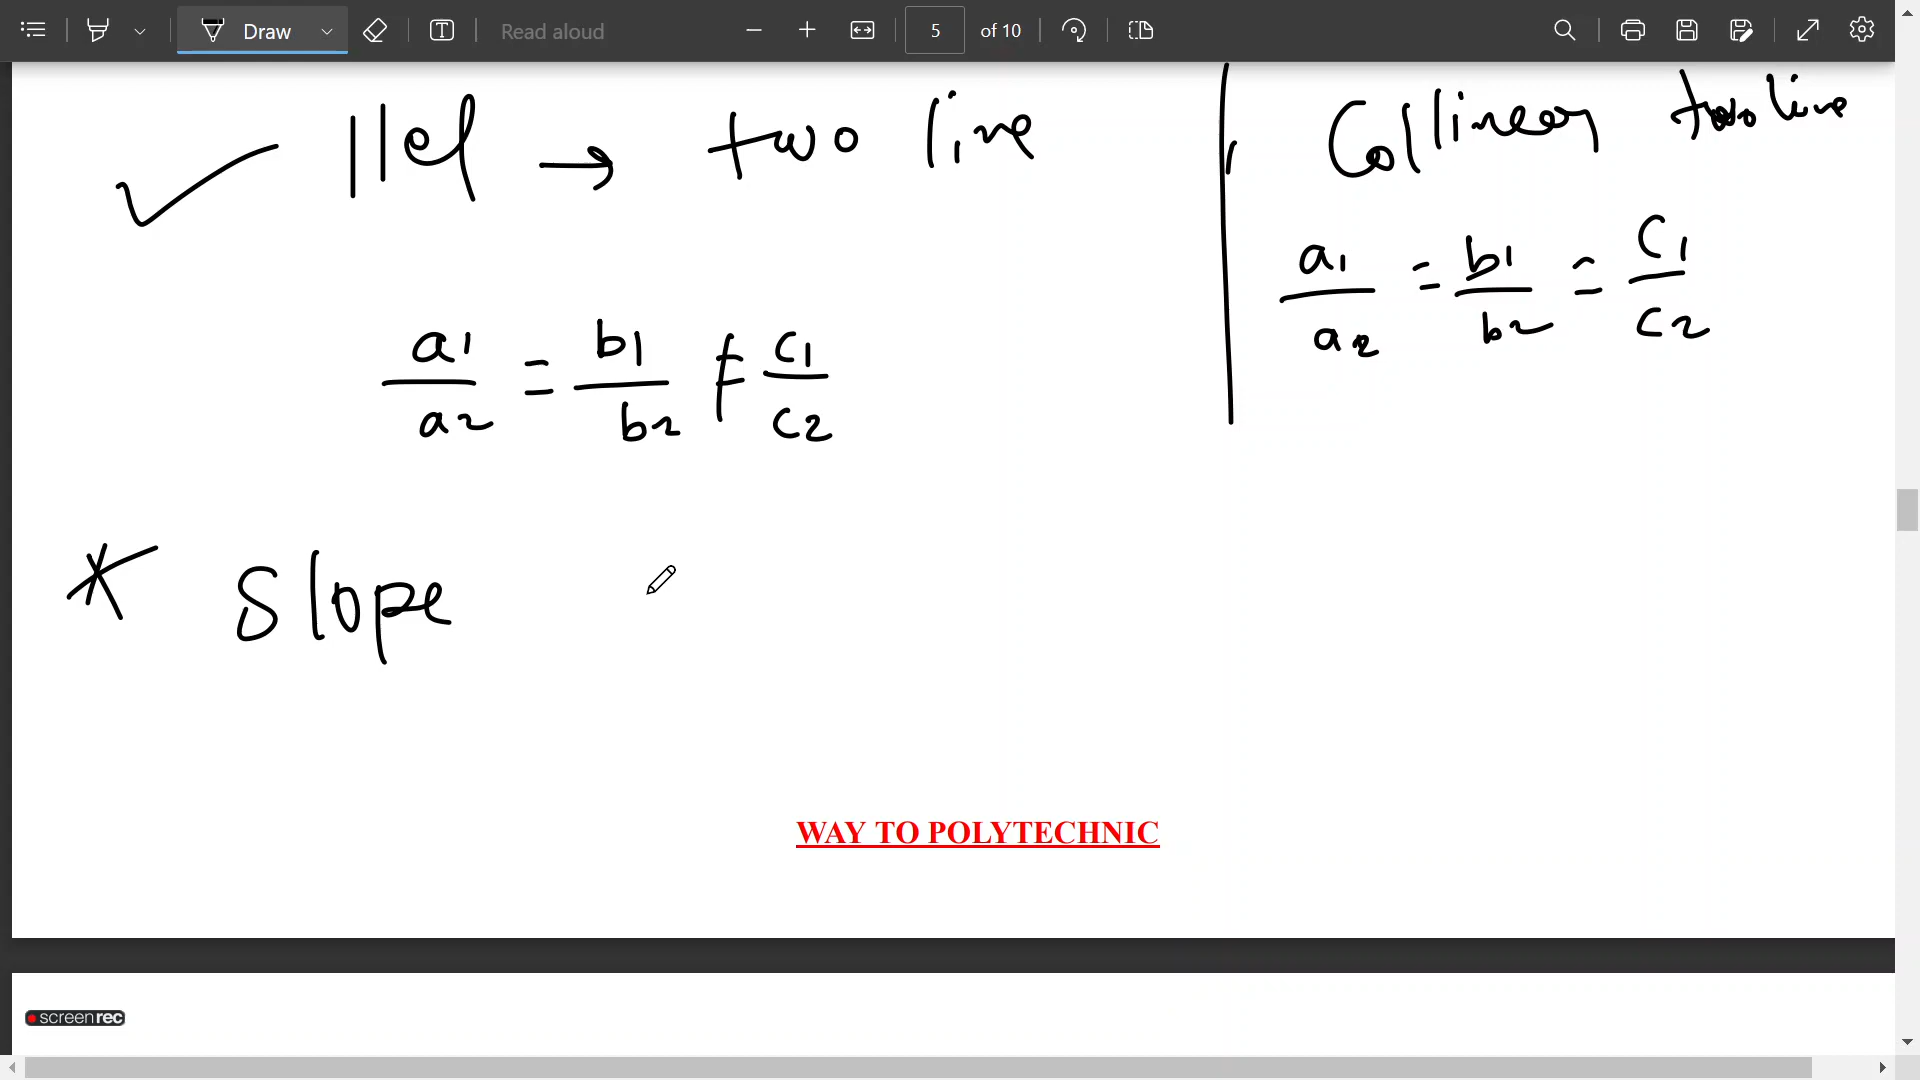 Draw
Read aloud
5 of 10
llel → two line
a1/a2 = b1/b2 ≠ c1/c2
Collinear two line
a1/a2 = b1/b2 = C1/C2
* Slope
WAY TO POLYTECHNIC
screenrec